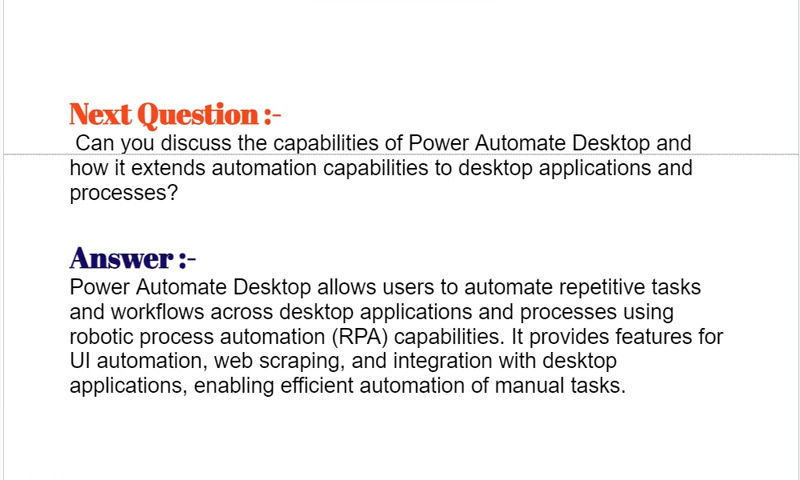 Next Question :-
Can you discuss the capabilities of Power Automate Desktop and
how it extends automation capabilities to desktop applications and
processes?
Answer :-
Power Automate Desktop allows users to automate repetitive tasks
and workflows across desktop applications and processes using
robotic process automation (RPA) capabilities. It provides features for
UI automation, web scraping, and integration with desktop
applications, enabling efficient automation of manual tasks.